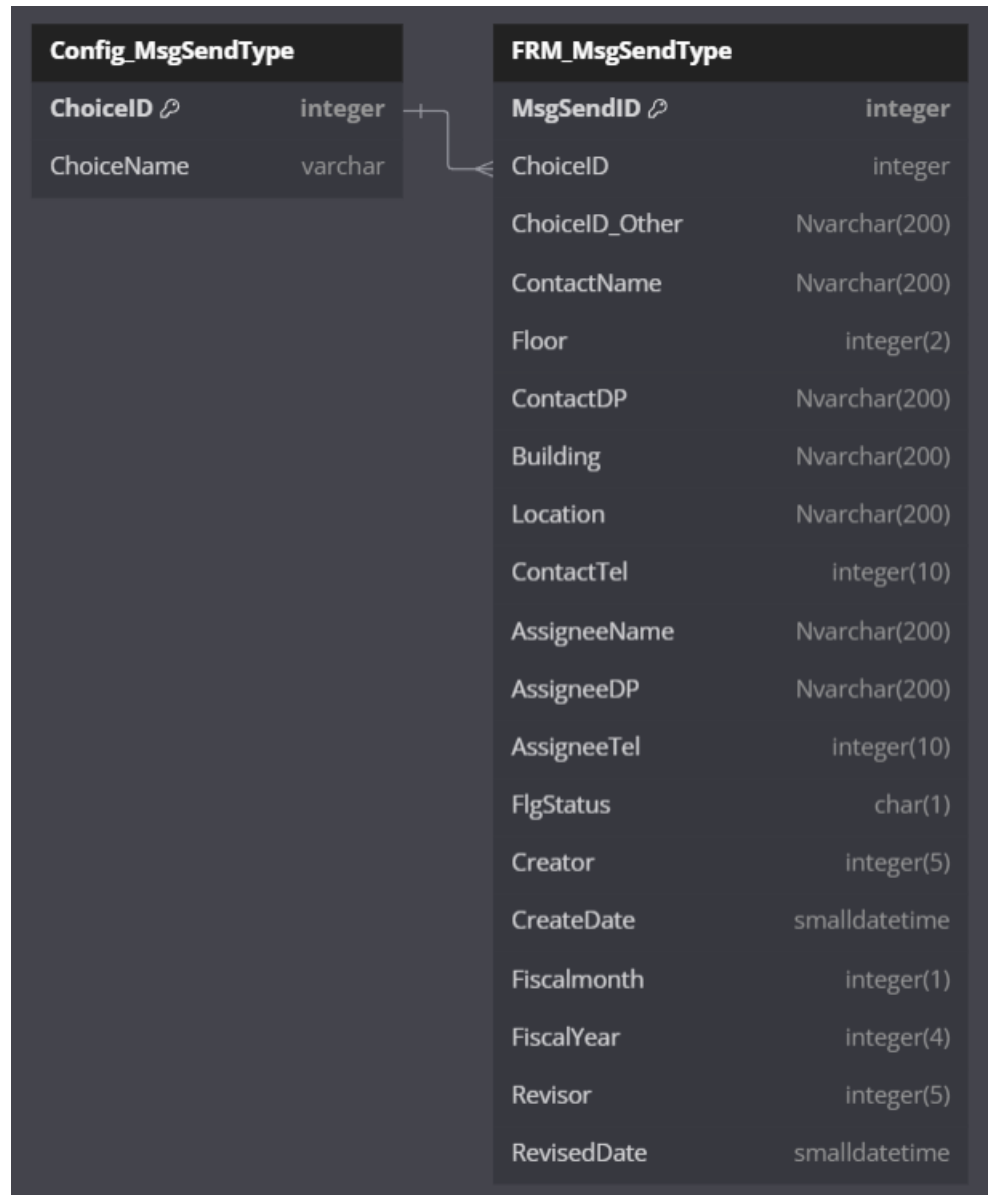 Config_MsgSendType
ChoiceID integer
ChoiceName varchar
FRM_MsgSendType
MsgSendID integer
ChoiceID integer
ChoiceID_Other Nvarchar(200)
ContactName Nvarchar(200)
Floor integer(2)
ContactDP Nvarchar(200)
Building Nvarchar(200)
Location Nvarchar(200)
ContactTel integer(10)
AssigneeName Nvarchar(200)
AssigneeDP Nvarchar(200)
AssigneeTel integer(10)
FlgStatus char(1)
Creator integer(5)
CreateDate smalldatetime
Fiscalmonth integer(1)
FiscalYear integer(4)
Revisor integer(5)
RevisedDate smalldatetime